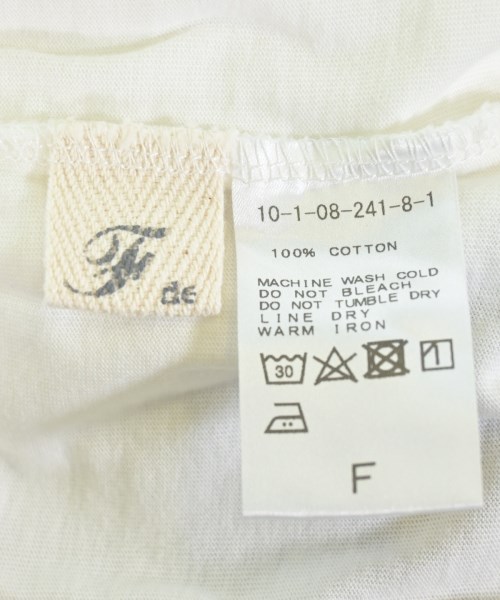 F
de
10-1-08-241-8-1
100% COTTON
MACHINE WASH COLD
DO NOT BLEACH
DO NOT TUMBLE DRY
LINE DRY
WARM IRON
30
F